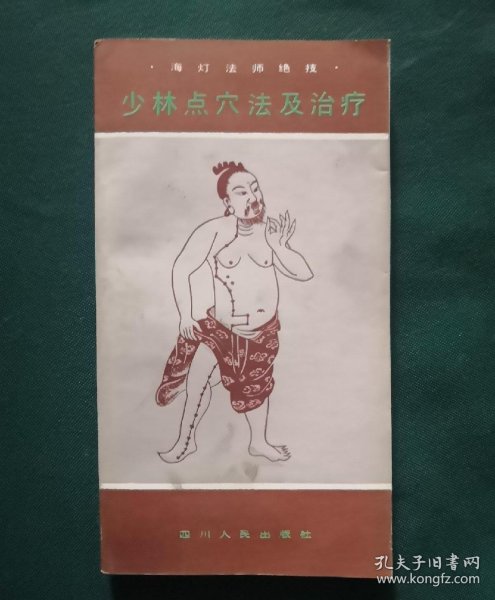 ·海灯法师绝技·
少林点穴法及治疗
四川人民出版社
孔夫子旧书网
www.kongfz.com